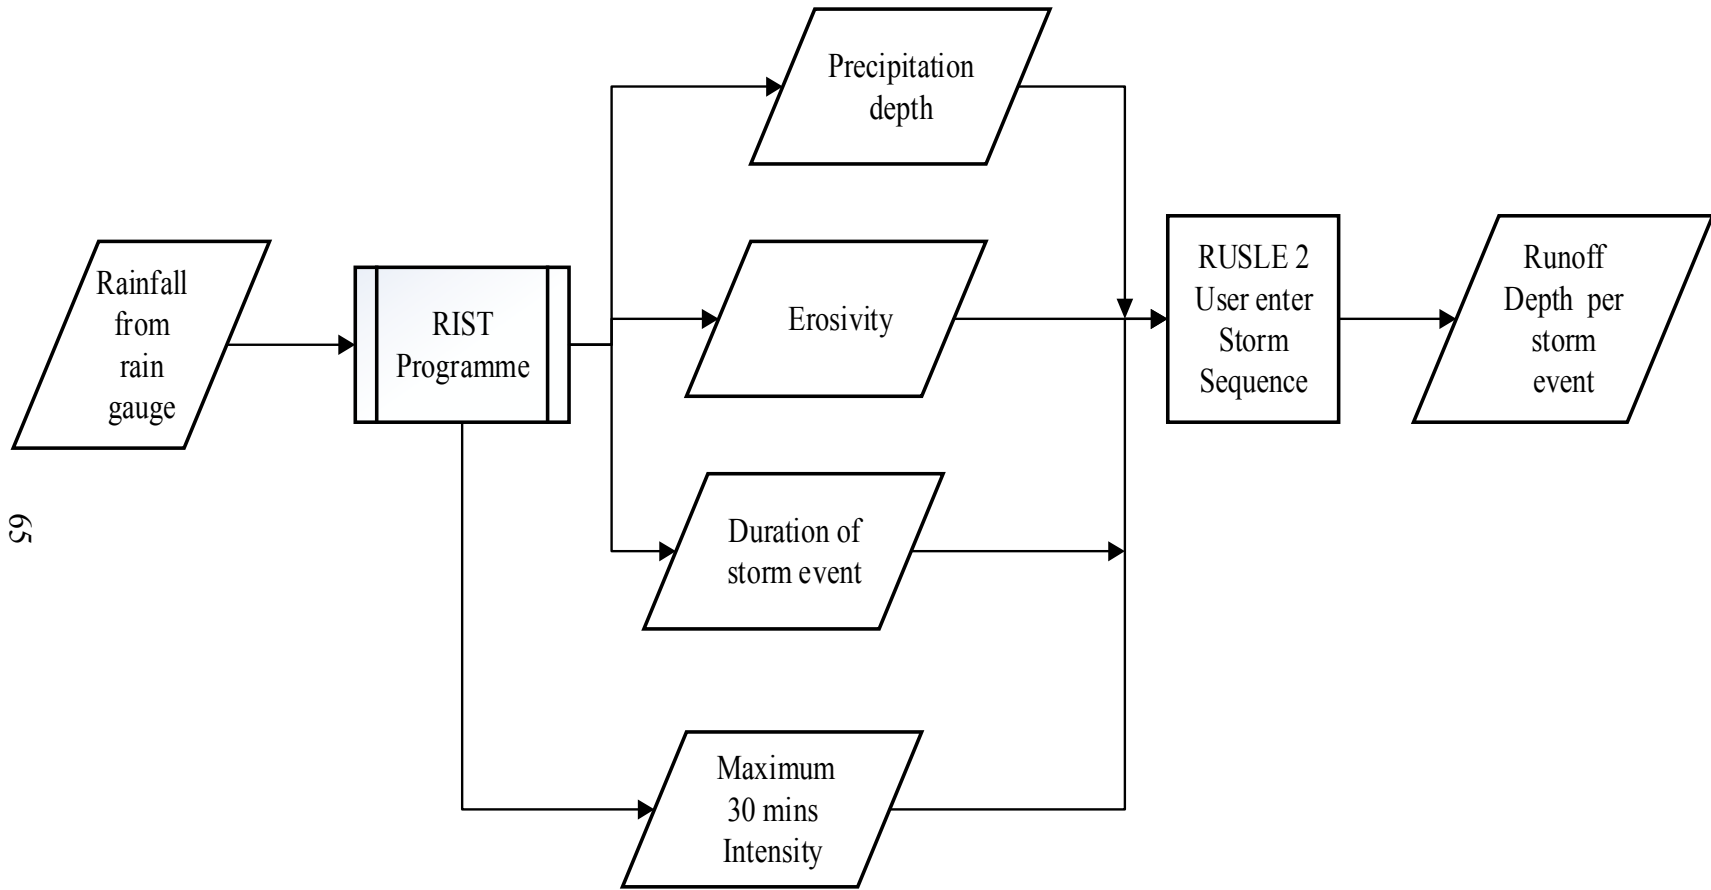 Rainfall
from
rain
gauge
RIST
Programme
Precipitation
depth
Erosivity
Duration of
storm event
Maximum
30 mins
Intensity
RUSLE 2
User enter
Storm
Sequence
Runoff
Depth per
storm
event
65